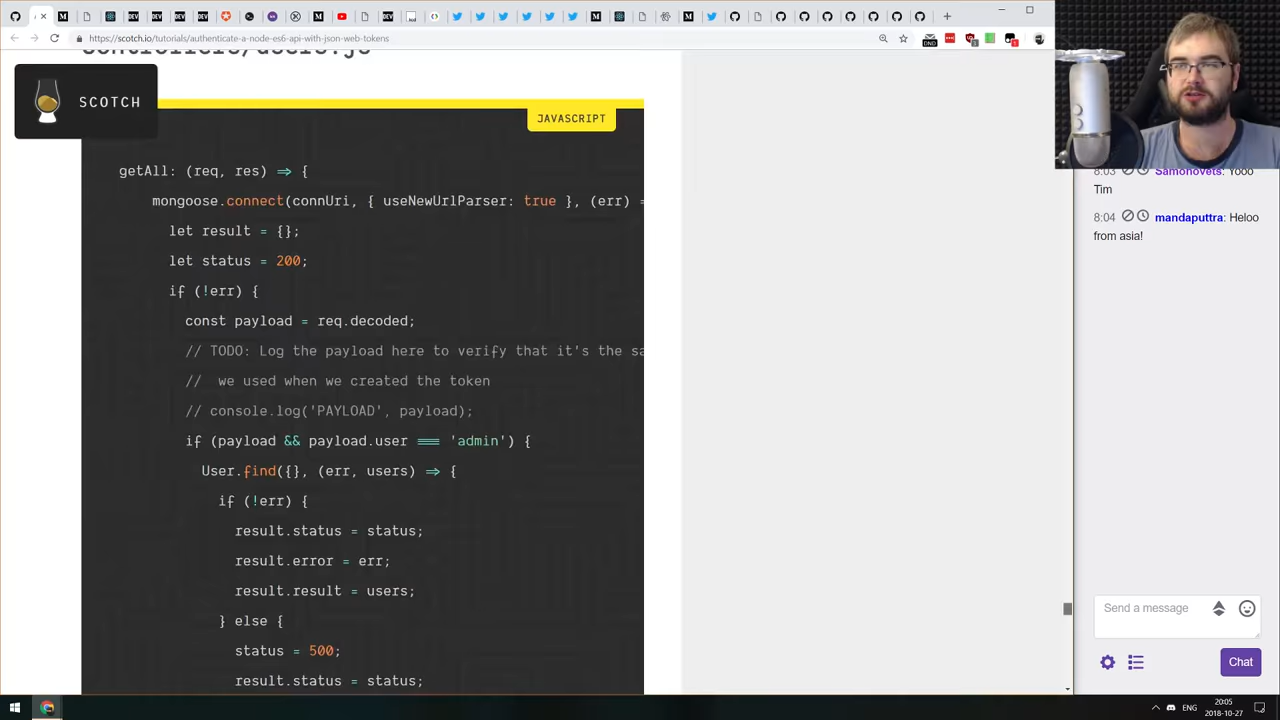 https://scotch.io/tutorials/authenticate-a-node-es6-api-with-json-web-tokens
controllers/users.js
SCOTCH
JAVASCRIPT
getAll: (req, res) => {
mongoose.connect(connUri, { useNewUrlParser: true }, (err) =
let result = {};
let status = 200;
if (!err) {
const payload = req.decoded;
// TODO: Log the payload here to verify that it's the sa
//  we used when we created the token
// console.log('PAYLOAD', payload);
if (payload && payload.user === 'admin') {
User.find({}, (err, users) => {
if (!err) {
result.status = status;
result.error = err;
result.result = users;
} else {
status = 500;
result.status = status;
8:03 Samonovets: Yooo
Tim
8:04 mandaputtra: Heloo
from asia!
Send a message
Chat
ENG
20:05
2018-10-27